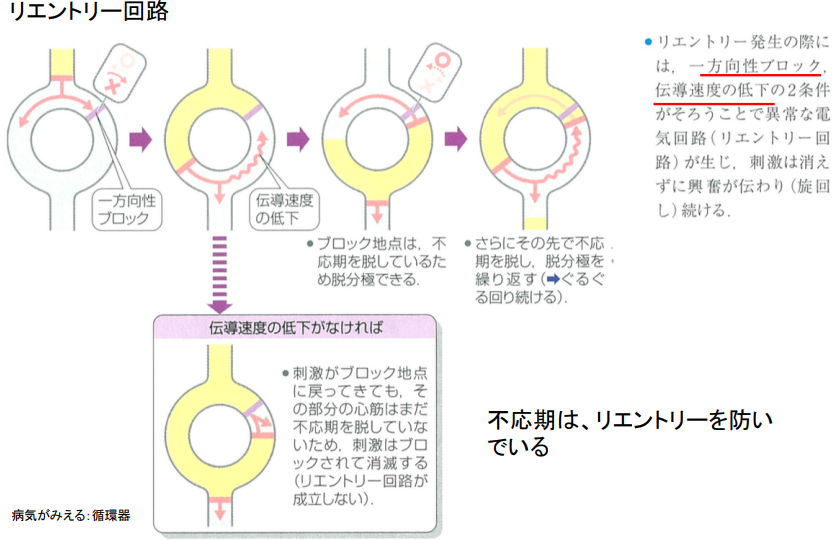 リエントリー回路
一方向性
ブロック
伝導速度
の低下
● ブロック地点は，不
応期を脱しているた
め脱分極できる．
● さらにその先で不応
期を脱し，脱分極を
繰り返す（➡ぐるぐ
る回り続ける）．
● リエントリー発生の際に
は，一方向性ブロック，
伝導速度の低下の2条件
がそろうことで異常な電
気回路（リエントリー回
路）が生じ，刺激は消え
ずに興奮が伝わり（旋回
し）続ける．
伝導速度の低下がなければ
● 刺激がブロック地点
に戻ってきても，そ
の部分の心筋はまだ
不応期を脱していな
いため，刺激はブロ
ックされて消滅する
（リエントリー回路が
成立しない）．
不応期は、リエントリーを防い
でいる
病気がみえる：循環器